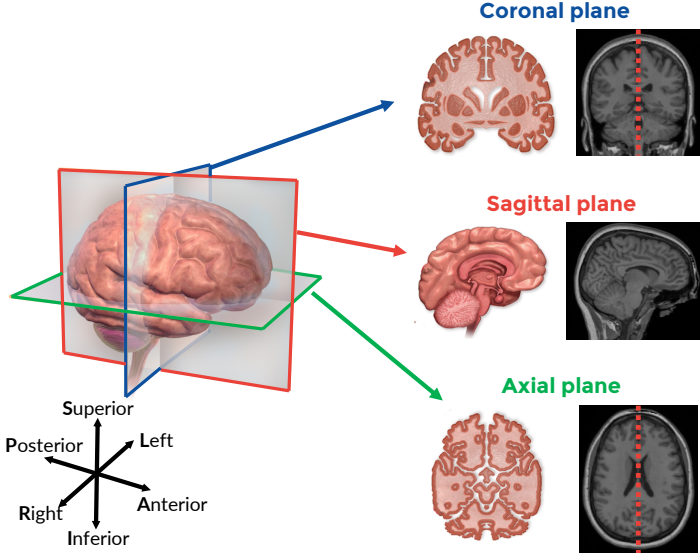 Coronal plane
Sagittal plane
Axial plane
Superior
Posterior
Left
Right
Anterior
Inferior